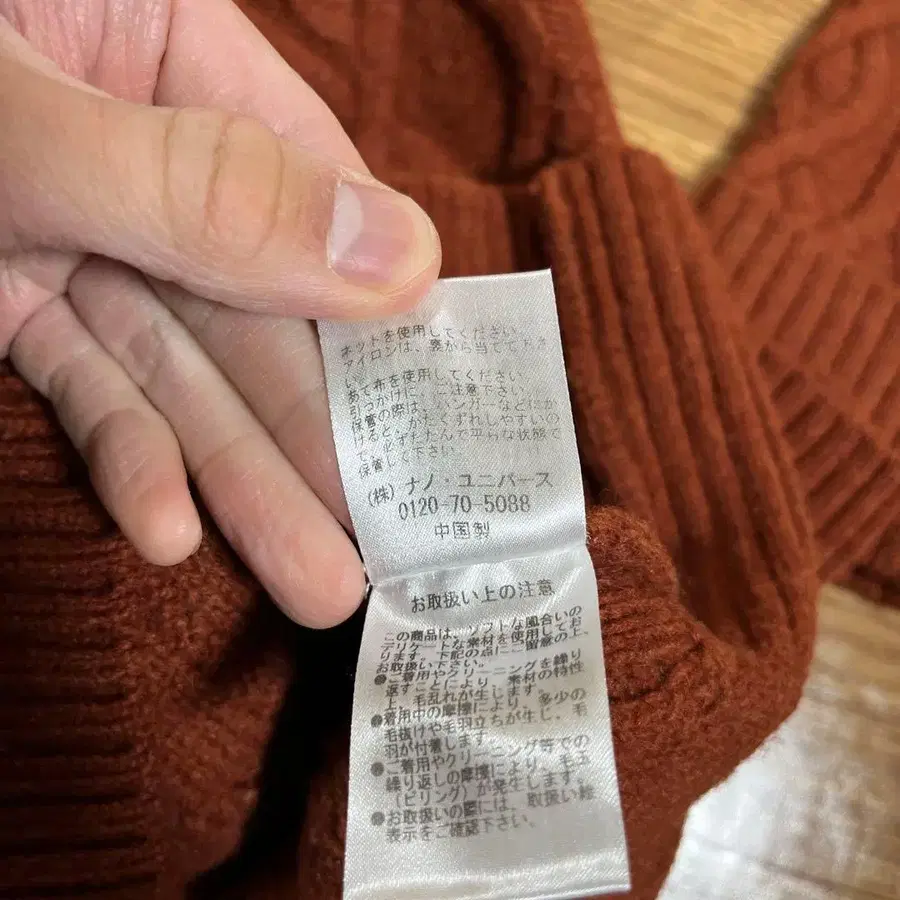 ネットを使用してください。
アイロンは、裏から当てて下さ
い。
あて布を使用してください。
引っかけに、ご注意下さい。
保管の際は、ハンガーなどにか
けると、かたくずれしやすいの
で、必ずたたんで平らな状態で
保管して下さい。
(株)ナノ・ユニバース
0120-70-5088
中国製
お取扱い上の注意
この商品は、ソフトな風合いの
デリケートな素材を使用してお
ります。下記の点にご留意の上、
お取扱い下さい。
●ご着用やクリーニングを繰り
返すことにより、素材の特性
上、毛乱れが生じます。
●着用中の摩擦により、多少の
毛抜けや毛羽立ちが生じ、毛
羽が付着します。
●ご着用やクリーニング等での
繰り返しの摩擦により、毛玉
(ピリング)が発生します。
●お取扱いの際には、取扱い絵
表示をご確認下さい。